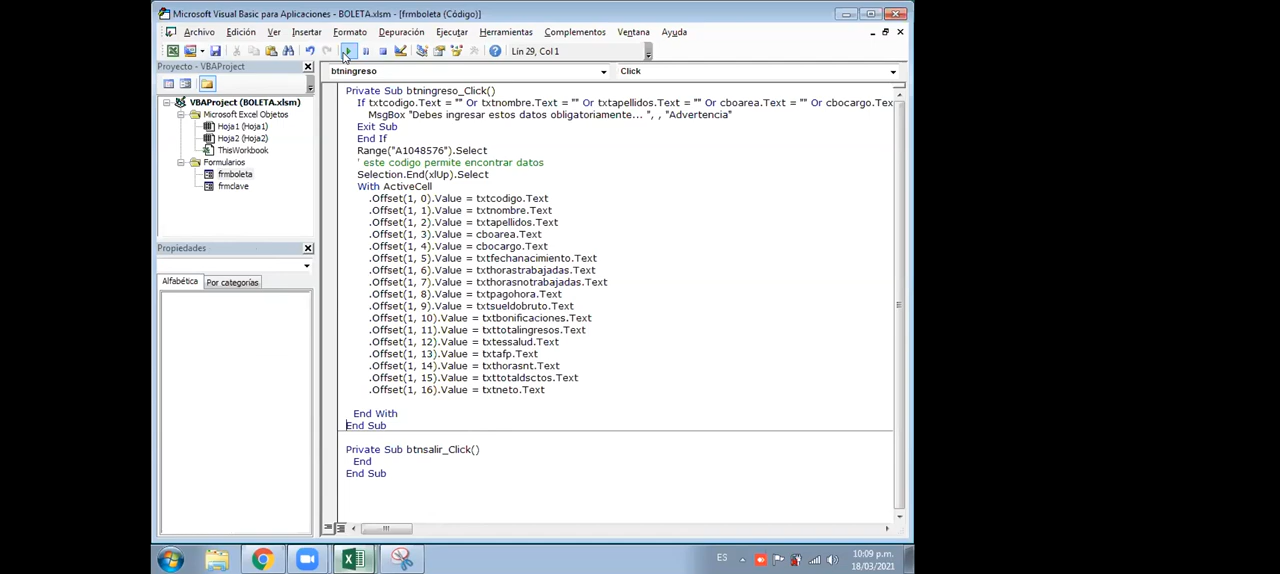 Microsoft Visual Basic para Aplicaciones - BOLETA.xlsm - [frmboleta (Código)]
Archivo Edición Ver Insertar Formato Depuración Ejecutar Herramientas Complementos Ventana Ayuda
Lín 29, Col 1
Proyecto - VBAProject
btningreso Click
VBAProject (BOLETA.xlsm)
Microsoft Excel Objetos
Hoja1 (Hoja1)
Hoja2 (Hoja2)
ThisWorkbook
Formularios
frmboleta
frmclave
Propiedades
Alfabética Por categorías
Private Sub btningreso_Click()
If txtcodigo.Text = "" Or txtnombre.Text = "" Or txtapellidos.Text = "" Or cboarea.Text = "" Or cbocargo.Tex
MsgBox "Debes ingresar estos datos obligatoriamente... ", , "Advertencia"
Exit Sub
End If
Range("A1048576").Select
' este codigo permite encontrar datos
Selection.End(xlUp).Select
With ActiveCell
.Offset(1, 0).Value = txtcodigo.Text
.Offset(1, 1).Value = txtnombre.Text
.Offset(1, 2).Value = txtapellidos.Text
.Offset(1, 3).Value = cboarea.Text
.Offset(1, 4).Value = cbocargo.Text
.Offset(1, 5).Value = txtfechanacimiento.Text
.Offset(1, 6).Value = txthorastrabajadas.Text
.Offset(1, 7).Value = txthorasnotrabajadas.Text
.Offset(1, 8).Value = txtpagohora.Text
.Offset(1, 9).Value = txtsueldobruto.Text
.Offset(1, 10).Value = txtbonificaciones.Text
.Offset(1, 11).Value = txttotalingresos.Text
.Offset(1, 12).Value = txtessalud.Text
.Offset(1, 13).Value = txtafp.Text
.Offset(1, 14).Value = txthorasnt.Text
.Offset(1, 15).Value = txttotaldsctos.Text
.Offset(1, 16).Value = txtneto.Text
End With
End Sub
Private Sub btnsalir_Click()
End
End Sub
ES
10:09 p.m.
18/03/2021